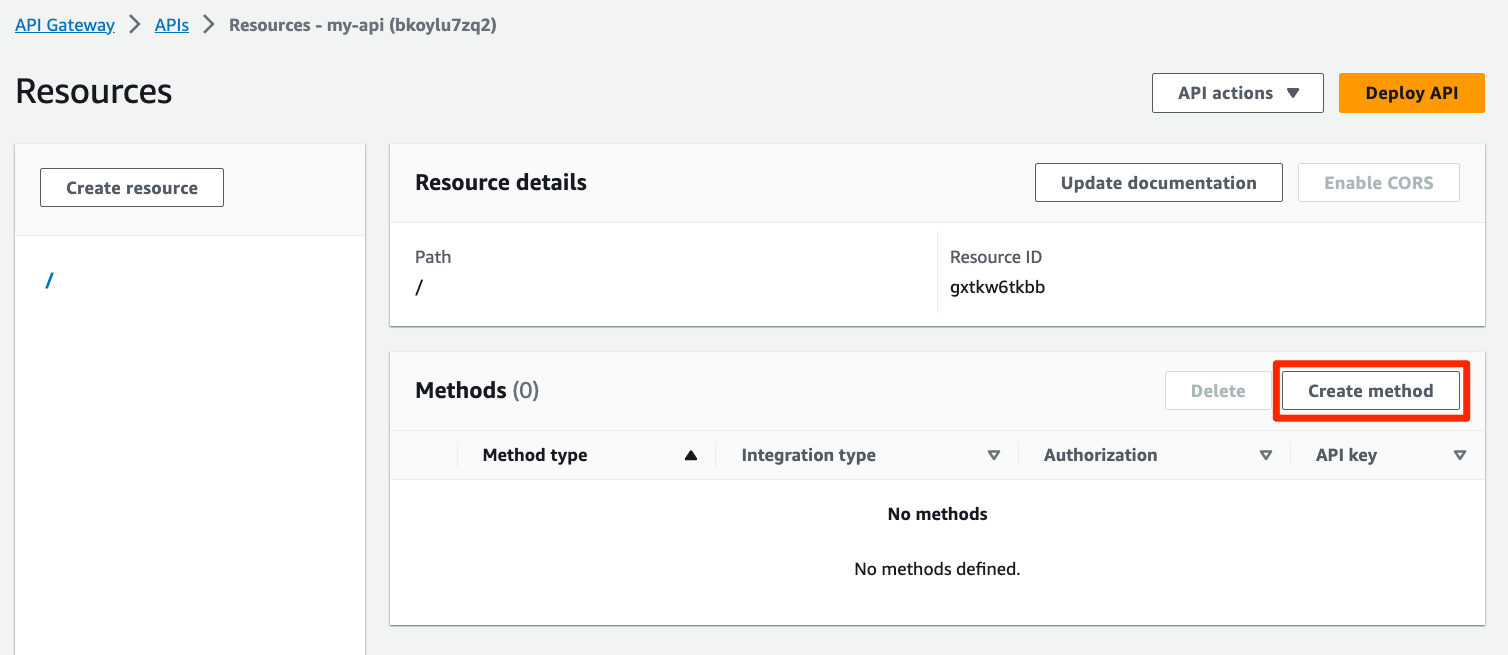 API Gateway > APIs > Resources - my-api (bkoylu7zq2)
Resources
API actions
Deploy API
Create resource
/
Resource details
Update documentation
Enable CORS
Path
/
Resource ID
gxtkw6tkbb
Methods (0)
Delete
Create method
Method type
Integration type
Authorization
API key
No methods
No methods defined.